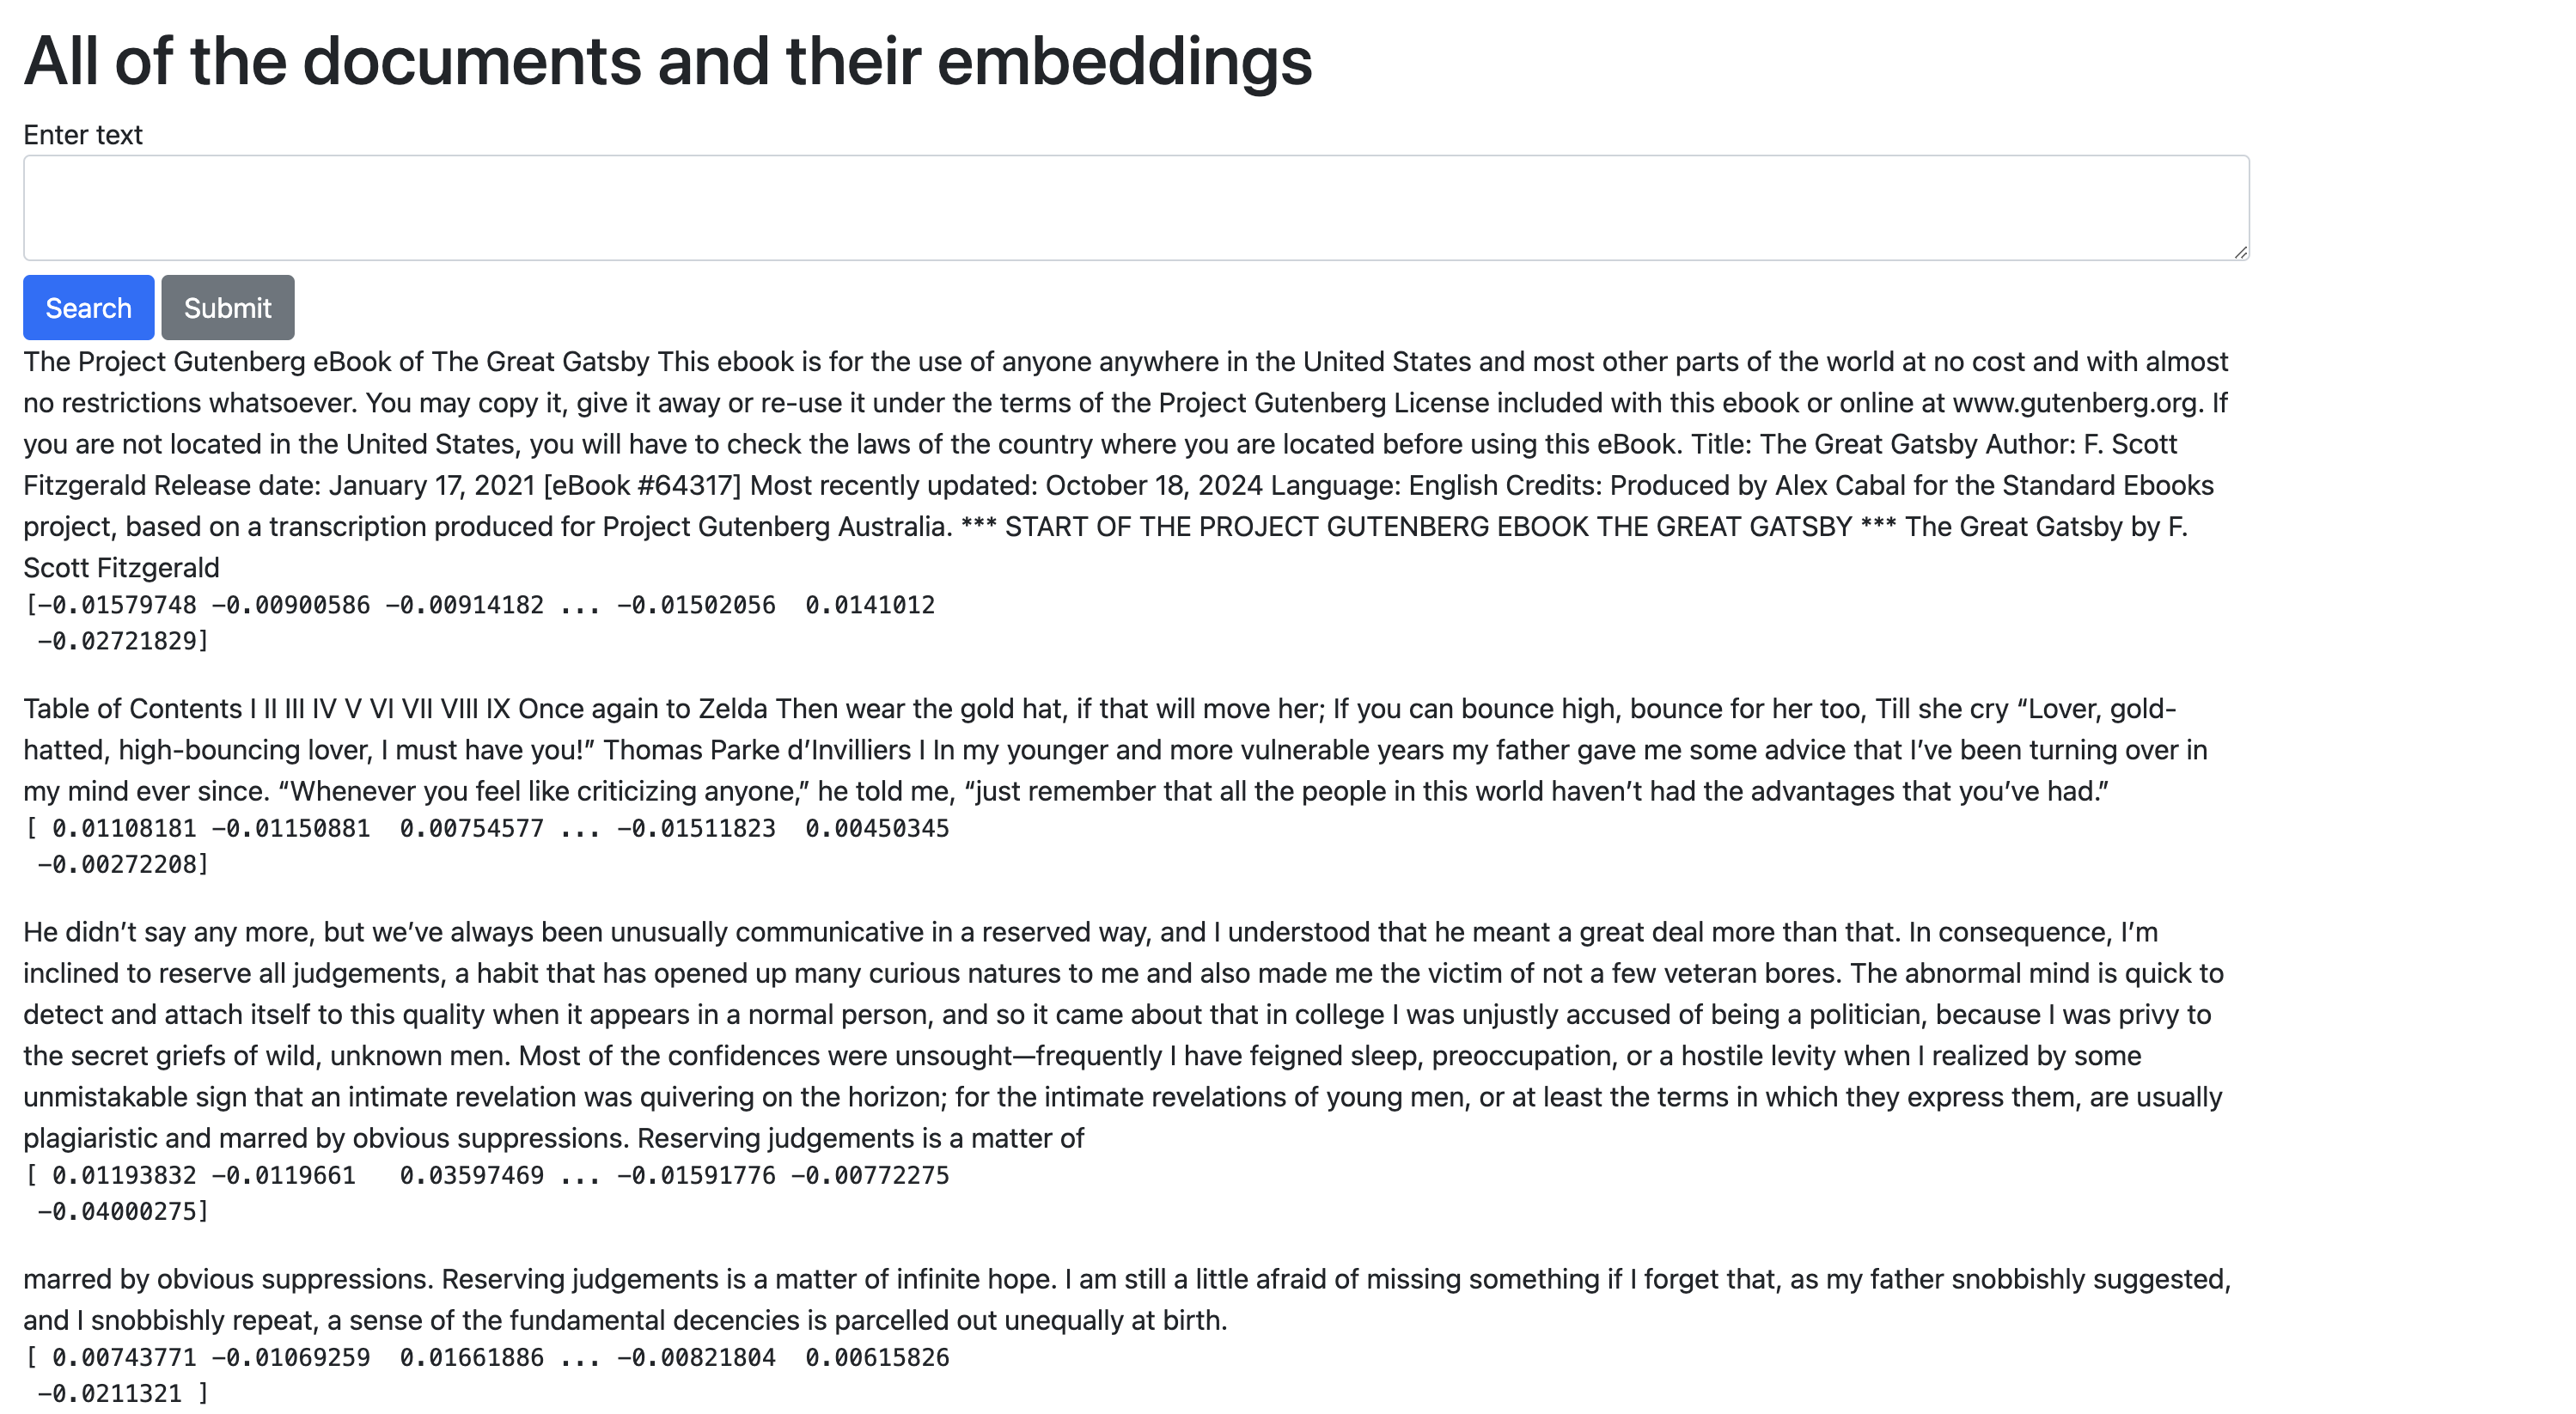 All of the documents and their embeddings
Enter text
Search Submit
The Project Gutenberg eBook of The Great Gatsby This ebook is for the use of anyone anywhere in the United States and most other parts of the world at no cost and with almost
no restrictions whatsoever. You may copy it, give it away or re-use it under the terms of the Project Gutenberg License included with this ebook or online at www.gutenberg.org. If
you are not located in the United States, you will have to check the laws of the country where you are located before using this eBook. Title: The Great Gatsby Author: F. Scott
Fitzgerald Release date: January 17, 2021 [eBook #64317] Most recently updated: October 18, 2024 Language: English Credits: Produced by Alex Cabal for the Standard Ebooks
project, based on a transcription produced for Project Gutenberg Australia. *** START OF THE PROJECT GUTENBERG EBOOK THE GREAT GATSBY *** The Great Gatsby by F.
Scott Fitzgerald
[-0.01579748 -0.00900586 -0.00914182 ... -0.01502056  0.0141012
 -0.02721829]
Table of Contents I II III IV V VI VII VIII IX Once again to Zelda Then wear the gold hat, if that will move her; If you can bounce high, bounce for her too, Till she cry “Lover, gold-
hatted, high-bouncing lover, I must have you!” Thomas Parke d’Invilliers I In my younger and more vulnerable years my father gave me some advice that I’ve been turning over in
my mind ever since. “Whenever you feel like criticizing anyone,” he told me, “just remember that all the people in this world haven’t had the advantages that you’ve had.”
[ 0.01108181 -0.01150881  0.00754577 ... -0.01511823  0.00450345
 -0.00272208]
He didn’t say any more, but we’ve always been unusually communicative in a reserved way, and I understood that he meant a great deal more than that. In consequence, I’m
inclined to reserve all judgements, a habit that has opened up many curious natures to me and also made me the victim of not a few veteran bores. The abnormal mind is quick to
detect and attach itself to this quality when it appears in a normal person, and so it came about that in college I was unjustly accused of being a politician, because I was privy to
the secret griefs of wild, unknown men. Most of the confidences were unsought—frequently I have feigned sleep, preoccupation, or a hostile levity when I realized by some
unmistakable sign that an intimate revelation was quivering on the horizon; for the intimate revelations of young men, or at least the terms in which they express them, are usually
plagiaristic and marred by obvious suppressions. Reserving judgements is a matter of
[ 0.01193832 -0.0119661   0.03597469 ... -0.01591776 -0.00772275
 -0.04000275]
marred by obvious suppressions. Reserving judgements is a matter of infinite hope. I am still a little afraid of missing something if I forget that, as my father snobbishly suggested,
and I snobbishly repeat, a sense of the fundamental decencies is parcelled out unequally at birth.
[ 0.00743771 -0.01069259  0.01661886 ... -0.00821804  0.00615826
 -0.0211321 ]